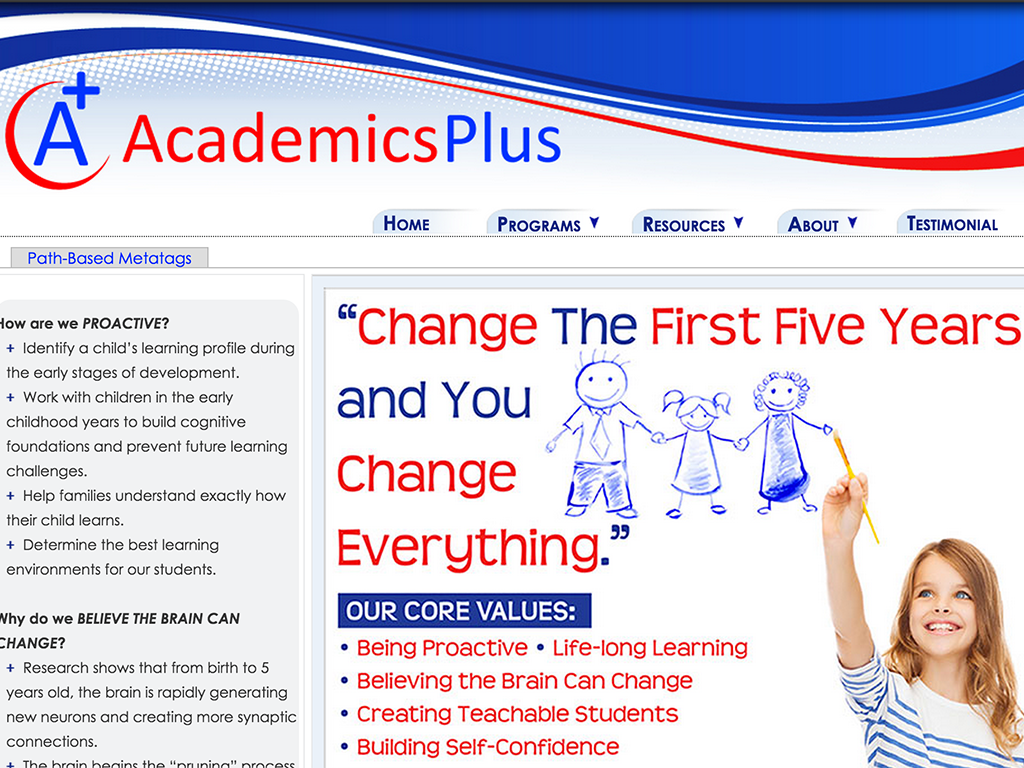 A+ AcademicsPlus
HOME PROGRAMS RESOURCES ABOUT TESTIMONIAL
Path-Based Metatags
How are we PROACTIVE?
+ Identify a child's learning profile during
the early stages of development.
+ Work with children in the early
childhood years to build cognitive
foundations and prevent future learning
challenges.
+ Help families understand exactly how
their child learns.
+ Determine the best learning
environments for our students.
Why do we BELIEVE THE BRAIN CAN
CHANGE?
+ Research shows that from birth to 5
years old, the brain is rapidly generating
new neurons and creating more synaptic
connections.
+ The brain begins the “pruning” process
“Change The First Five Years
and You
Change
Everything.”
OUR CORE VALUES:
• Being Proactive • Life-long Learning
• Believing the Brain Can Change
• Creating Teachable Students
• Building Self-Confidence